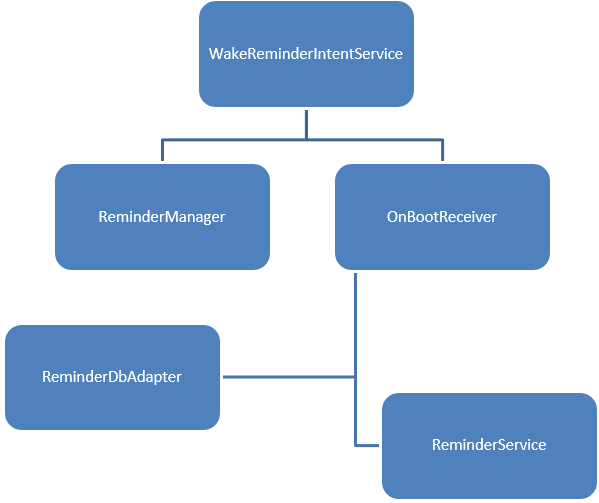 WakeReminderIntentService
ReminderManager
OnBootReceiver
ReminderDbAdapter
ReminderService